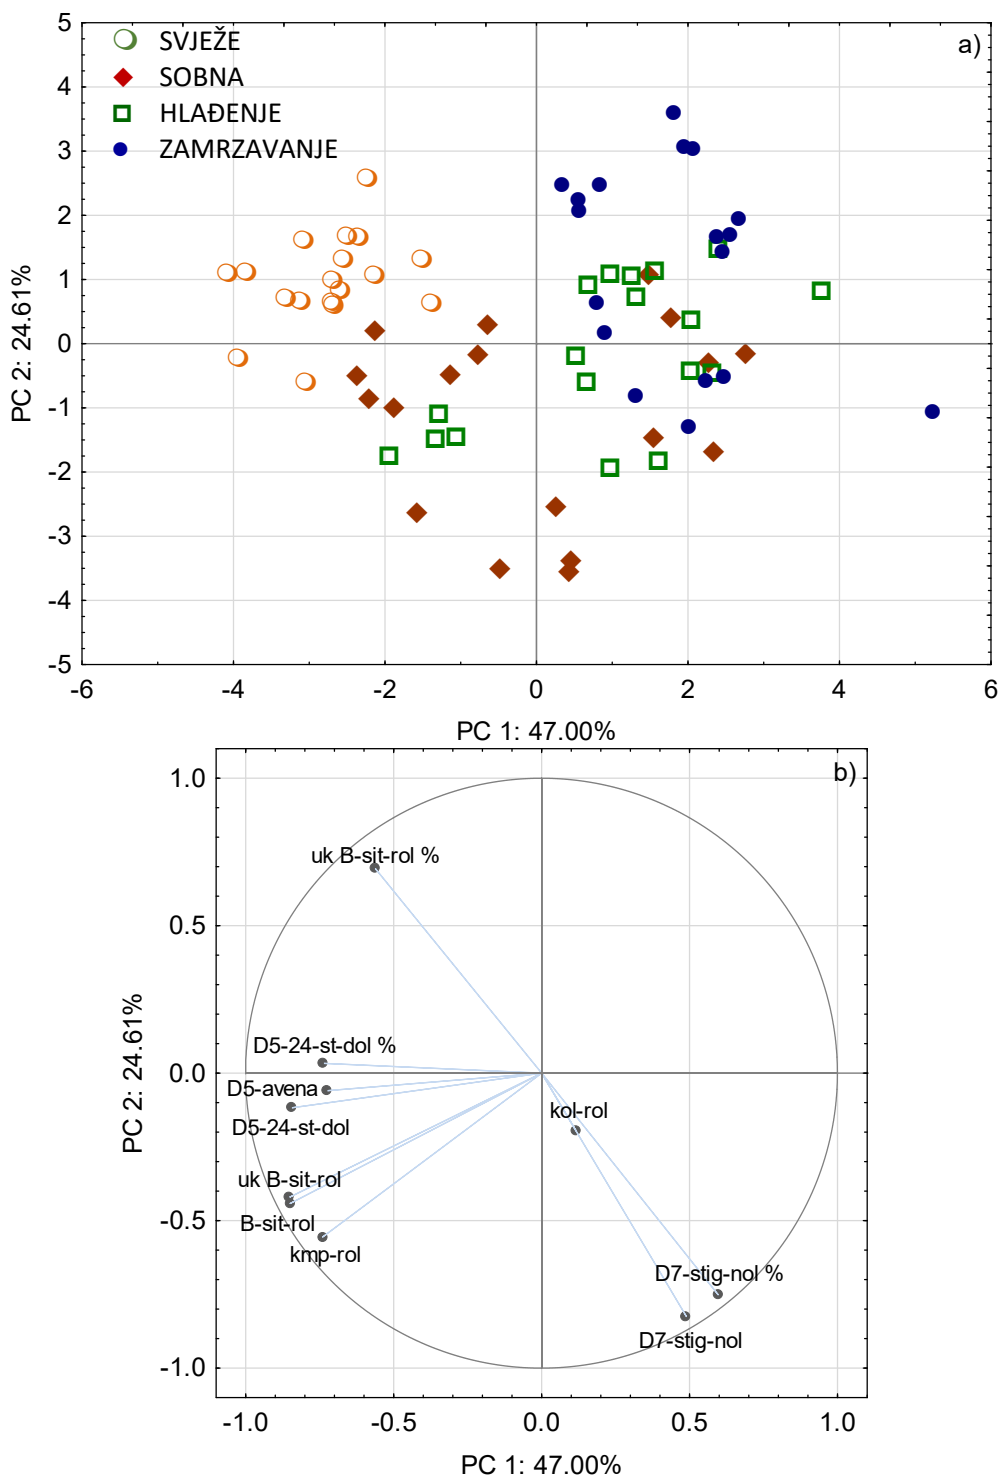 a)
SVJEŽE
SOBNA
HLAĐENJE
ZAMRZAVANJE
5
4
3
2
1
0
-1
-2
-3
-4
-5
PC 2: 24.61%
-6 -4 -2 0 2 4 6
PC 1: 47.00%
b)
1.0
0.5
0.0
-0.5
-1.0
PC 2: 24.61%
uk B-sit-rol %
D5-24-st-dol %
D5-avena
D5-24-st-dol
kol-rol
uk B-sit-rol
B-sit-rol
kmp-rol
D7-stig-nol %
D7-stig-nol
-1.0 -0.5 0.0 0.5 1.0
PC 1: 47.00%